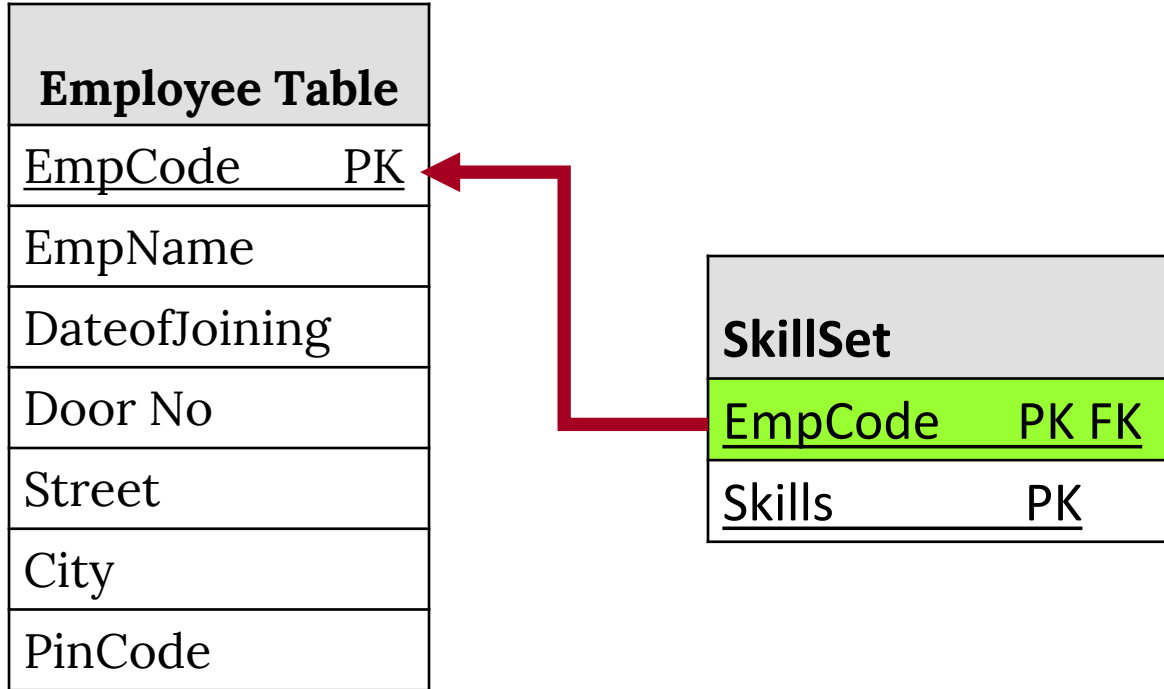 Employee Table
EmpCode PK
EmpName
DateofJoining
Door No
Street
City
PinCode
SkillSet
EmpCode PK FK
Skills PK